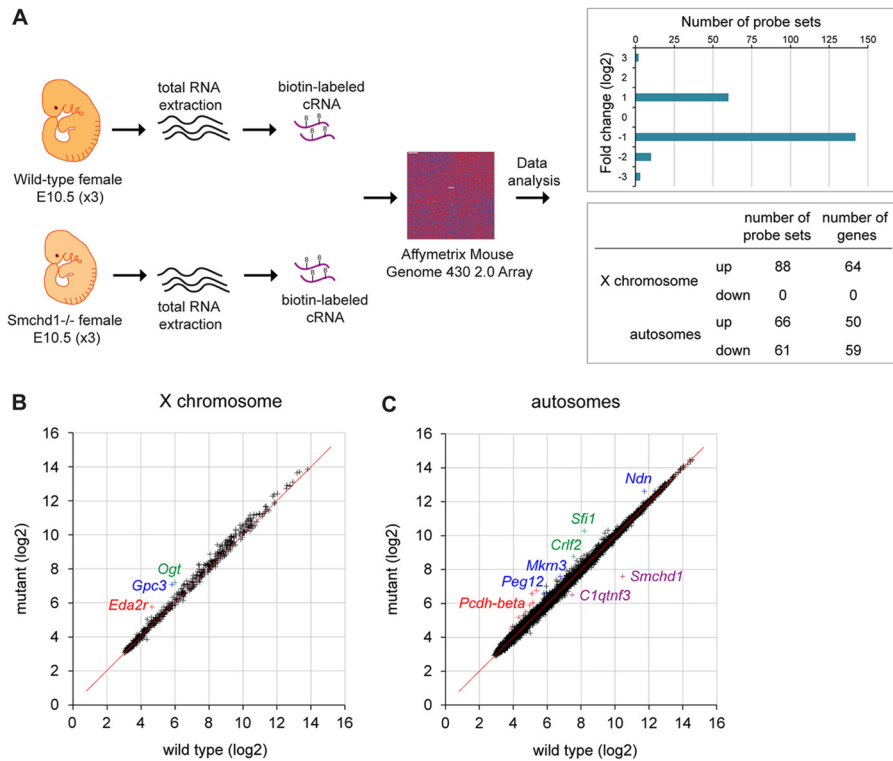 A
total RNA
extraction
biotin-labeled
cRNA
B
B
B
B
Wild-type female
E10.5 (x3)
Data
analysis
Affymetrix Mouse
Genome 430 2.0 Array
B
B
B
B
total RNA
extraction
biotin-labeled
cRNA
Smchd1-/- female
E10.5 (x3)
Number of probe sets
0 25 50 75 100 125 150
Fold change (log2)
3
2
1
0
-1
-2
-3
number of probe sets number of genes
X chromosome up 88 64
down 0 0
autosomes up 66 50
down 61 59
B
X chromosome
mutant (log2)
16
14
12
10
8
6
4
2
0
Ogt
Gpc3
Eda2r
0 2 4 6 8 10 12 14 16
wild type (log2)
C
autosomes
mutant (log2)
16
14
12
10
8
6
4
2
0
Ndn
Sfi1
Crlf2
Mkrn3
Peg12
Smchd1
C1qtnf3
Pcdh-beta
0 2 4 6 8 10 12 14 16
wild type (log2)